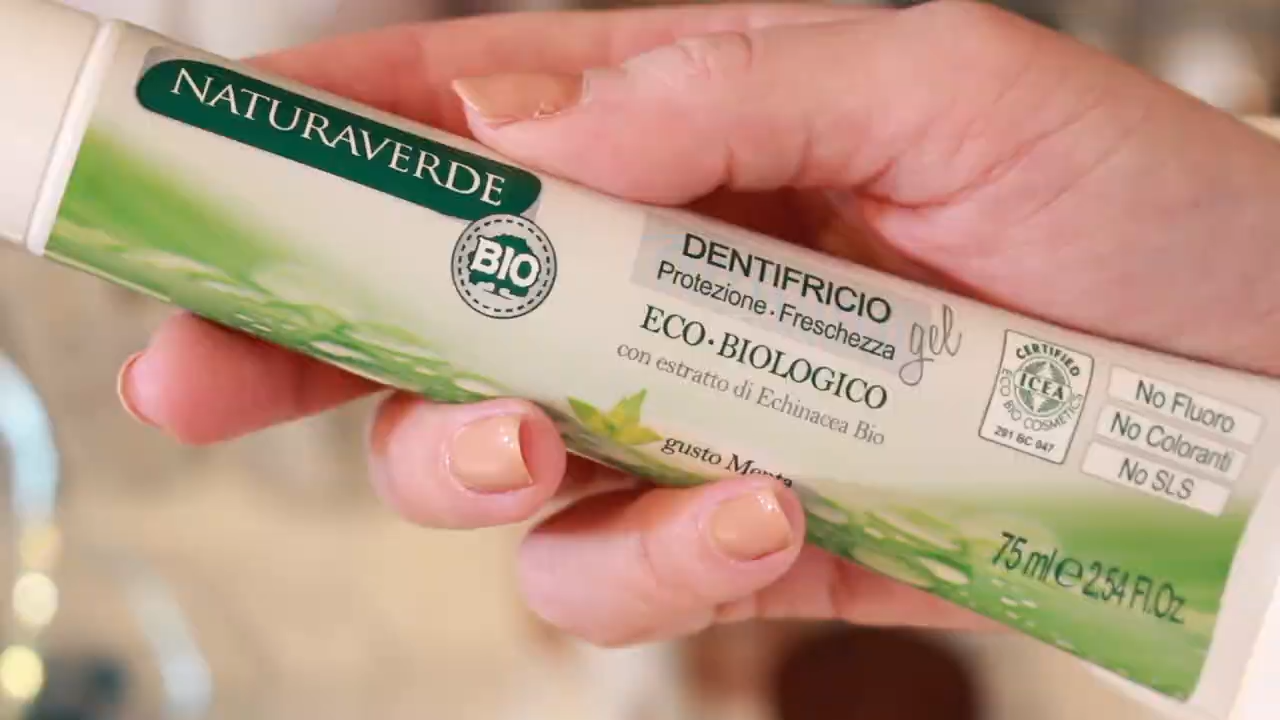 NATURAVERDE
BIO
DENTIFRICIO
Protezione·Freschezza
gel
ECO·BIOLOGICO
con estratto di Echinacea Bio
gusto Menta
CERTIFIED
ICEA
ECO BIO COSMETICS
291 BC 047
No Fluoro
No Coloranti
No SLS
75 ml e 2.54 Fl.Oz